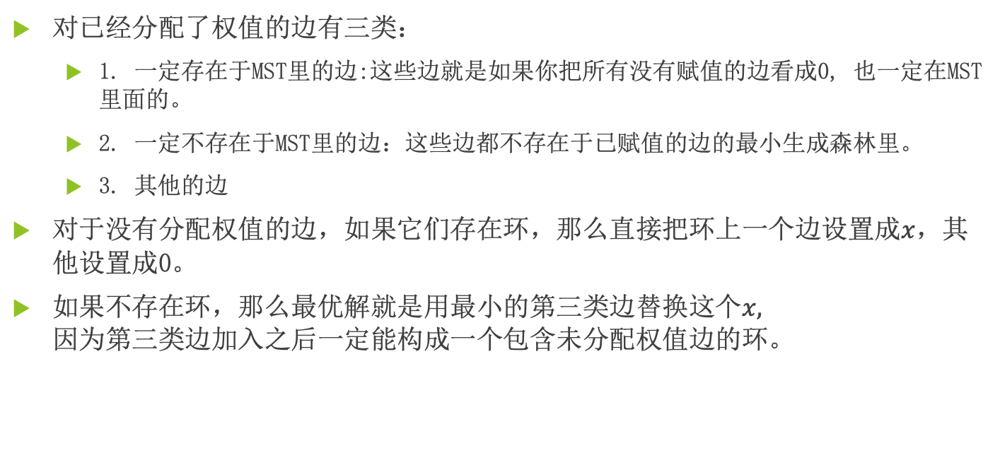 对已经分配了权值的边有三类：
1. 一定存在于MST里的边:这些边就是如果你把所有没有赋值的边看成0, 也一定在MST
里面的。
2. 一定不存在于MST里的边：这些边都不存在于已赋值的边的最小生成森林里。
3. 其他的边
对于没有分配权值的边，如果它们存在环，那么直接把环上一个边设置成x，其
他设置成0。
如果不存在环，那么最优解就是用最小的第三类边替换这个x,
因为第三类边加入之后一定能构成一个包含未分配权值边的环。